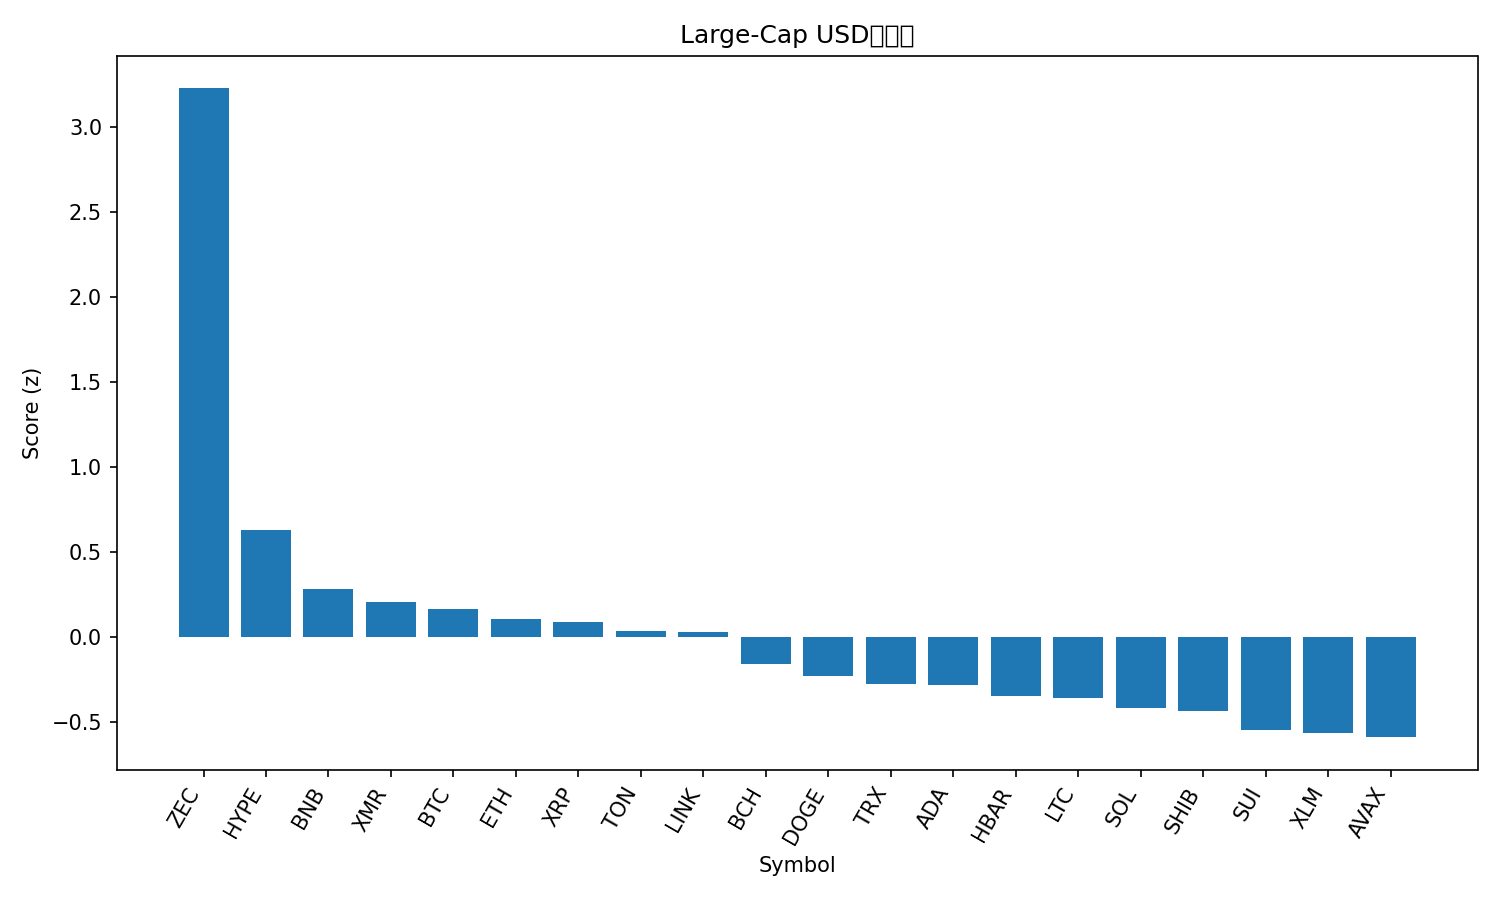 Large-Cap USD
Score (z)
3.0
2.5
2.0
1.5
1.0
0.5
0.0
−0.5
ZEC
HYPE
BNB
XMR
BTC
ETH
XRP
TON
LINK
BCH
DOGE
TRX
ADA
HBAR
LTC
SOL
SHIB
SUI
XLM
AVAX
Symbol